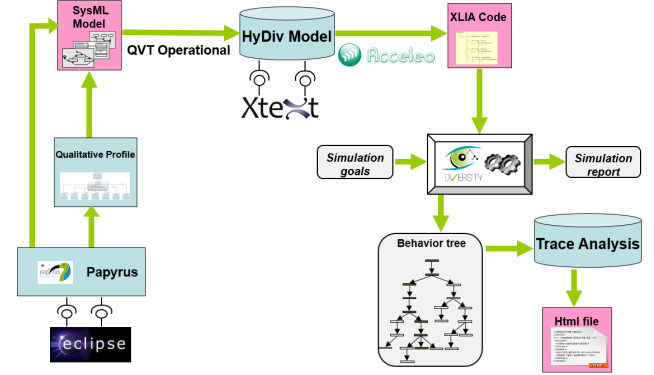 SysML
Model
QVT Operational
HyDiv Model
Acceleo
XLIA Code
Xtext
Qualitative Profile
Simulation
goals
DIVERSITY
Simulation
report
Papyrus
Behavior tree
Trace Analysis
eclipse
Html file